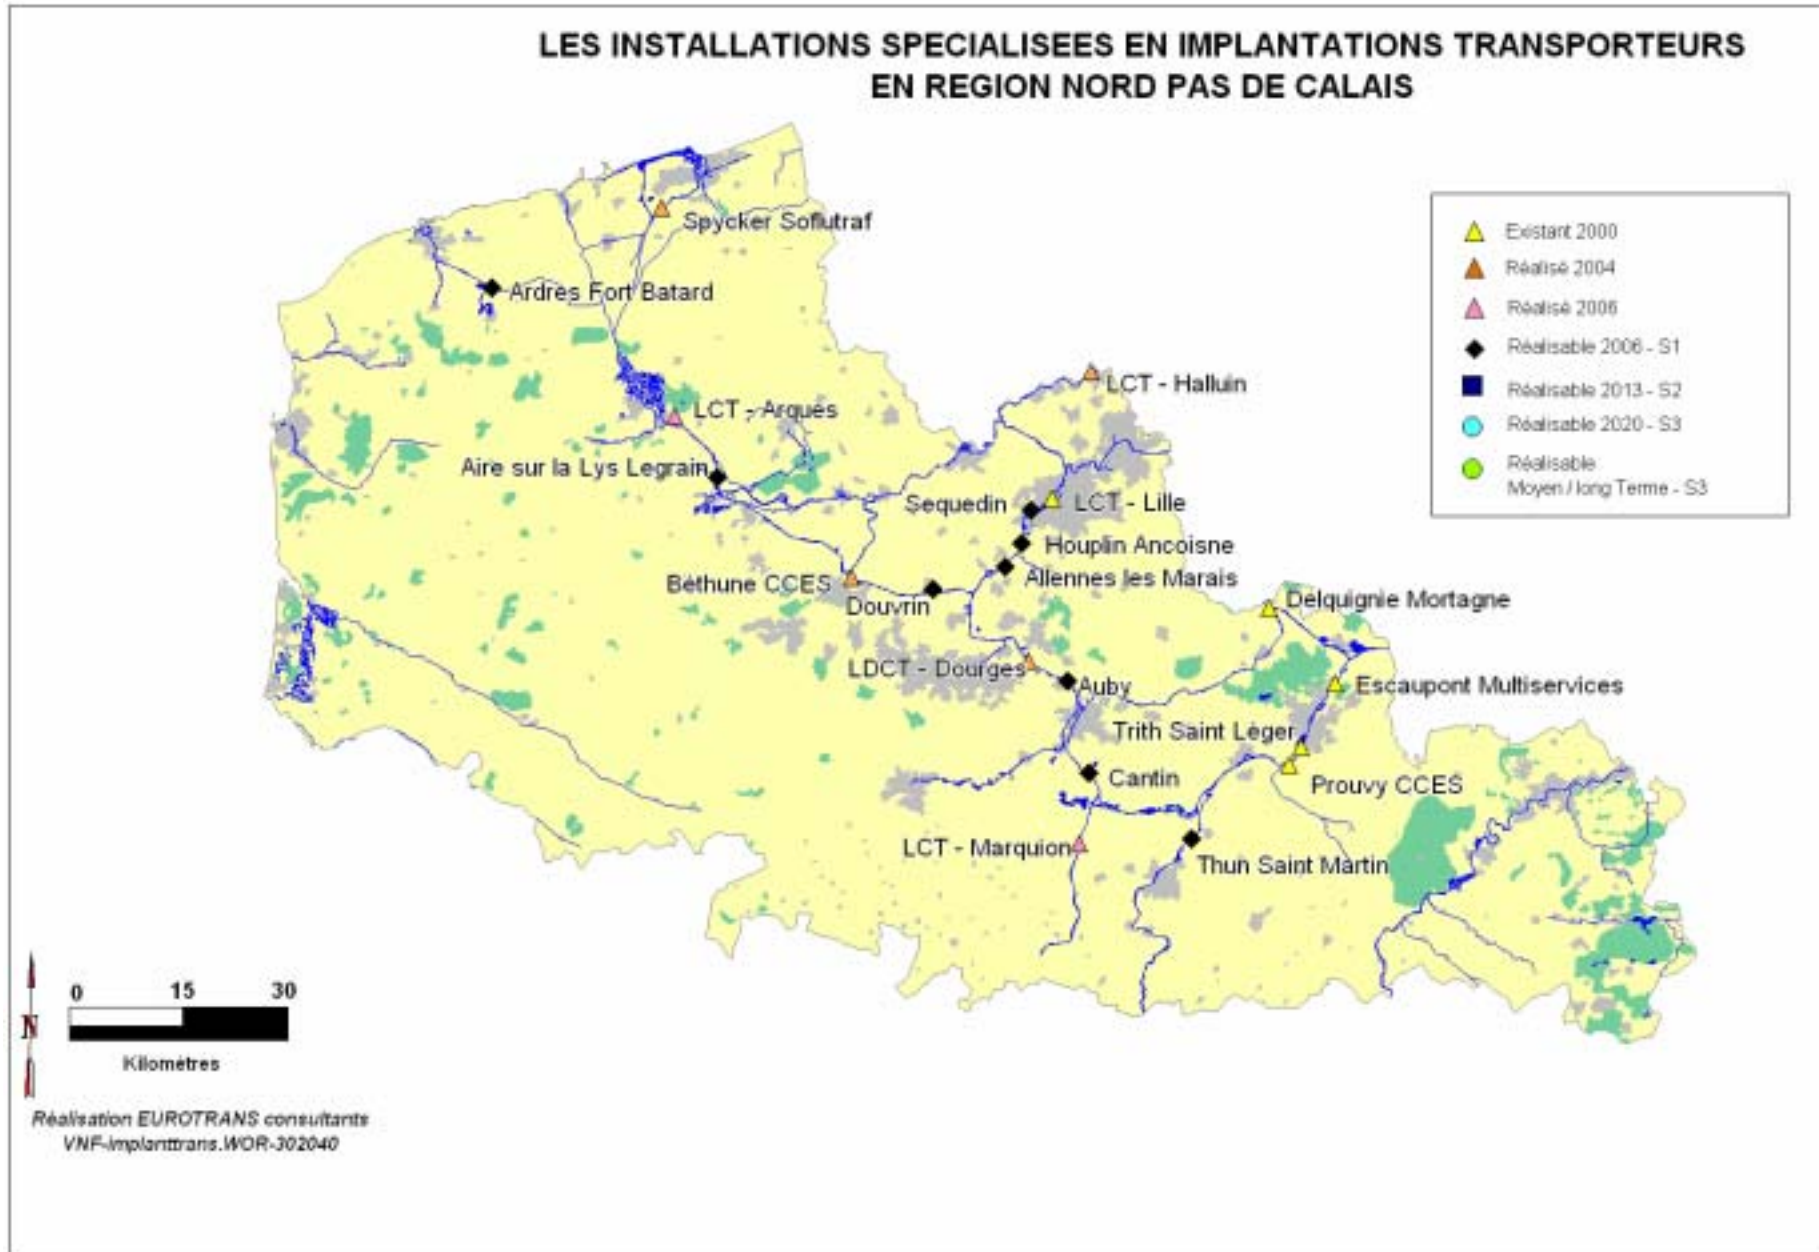 LES INSTALLATIONS SPECIALISEES EN IMPLANTATIONS TRANSPORTEURS
EN REGION NORD PAS DE CALAIS
Spycker Soflutraf
Ardres Fort Batard
LCT - Halluin
LCT - Arques
Aire sur la Lys Legrain
Sequedin
LCT - Lille
Houplin Ancoisne
Allennes les Marais
Béthune CCES
Douvrin
Delquignie Mortagne
LDCT - Dourges
Auby
Escaupont Multiservices
Trith Saint Léger
Cantin
Prouvy CCES
LCT - Marquion
Thun Saint Martin
Existant 2000
Réalisé 2004
Réalisé 2006
Réalisable 2006 - S1
Réalisable 2013 - S2
Réalisable 2020 - S3
Réalisable
Moyen / long Terme - S3
0 15 30
N
Kilomètres
Réalisation EUROTRANS consultants
VNF-implanttrans.WOR-302040